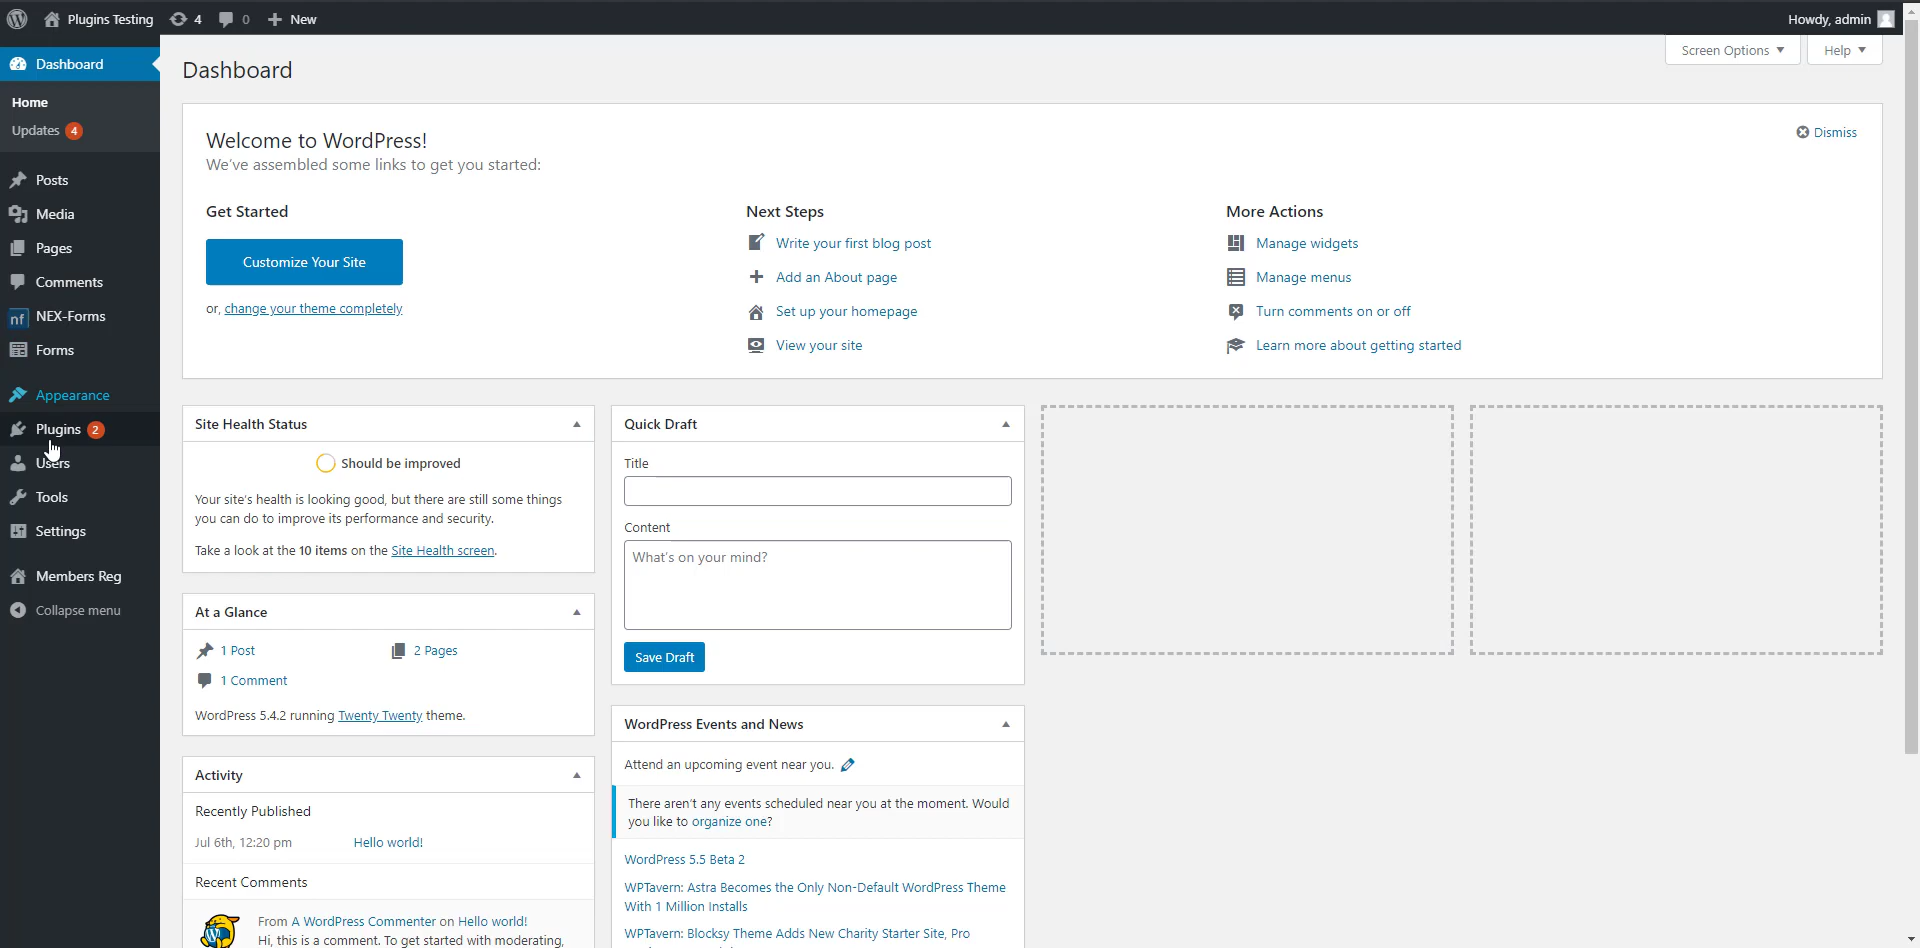 Plugins Testing 4 0 New Howdy, admin
Screen Options Help
Dashboard
Home
Updates 4
Posts
Media
Pages
Comments
nf NEX-Forms
Forms
Appearance
Plugins 2
Users
Tools
Settings
Members Reg
Collapse menu
Dashboard
Welcome to WordPress!
Dismiss
We've assembled some links to get you started:
Get Started
Customize Your Site
or, change your theme completely
Next Steps
Write your first blog post
Add an About page
Set up your homepage
View your site
More Actions
Manage widgets
Manage menus
Turn comments on or off
Learn more about getting started
Site Health Status
Should be improved
Your site's health is looking good, but there are still some things
you can do to improve its performance and security.
Take a look at the 10 items on the Site Health screen.
At a Glance
1 Post 2 Pages
1 Comment
WordPress 5.4.2 running Twenty Twenty theme.
Activity
Recently Published
Jul 6th, 12:20 pm Hello world!
Recent Comments
From A WordPress Commenter on Hello world!
Hi, this is a comment. To get started with moderating,
Quick Draft
Title
Content
What's on your mind?
Save Draft
WordPress Events and News
Attend an upcoming event near you.
There aren't any events scheduled near you at the moment. Would
you like to organize one?
WordPress 5.5 Beta 2
WPTavern: Astra Becomes the Only Non-Default WordPress Theme
With 1 Million Installs
WPTavern: Blocksy Theme Adds New Charity Starter Site, Pro